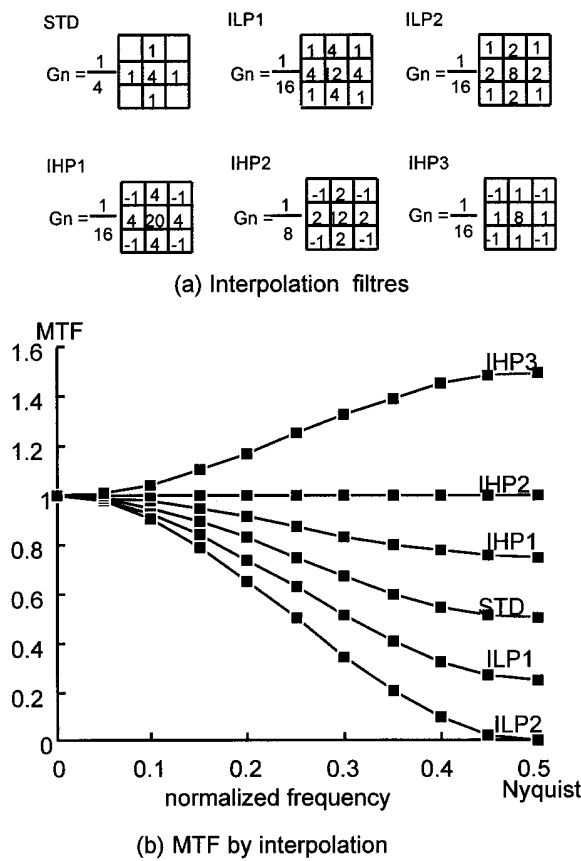 STD
ILP1
ILP2
Gn = 1/4
1
1 4 1
1
Gn = 1/16
1 4 1
4 12 4
1 4 1
Gn = 1/16
1 2 1
2 8 2
1 2 1
IHP1
IHP2
IHP3
Gn = 1/16
-1 4 -1
4 20 4
-1 4 -1
Gn = 1/8
-1 2 -1
2 12 2
-1 2 -1
Gn = 1/16
-1 1 -1
1 8 1
-1 1 -1
(a) Interpolation filtres
MTF
1.6
1.4
1.2
1
0.8
0.6
0.4
0.2
0
IHP3
IHP2
IHP1
STD
ILP1
ILP2
0 0.1 0.2 0.3 0.4 0.5
normalized frequency
Nyquist
(b) MTF by interpolation